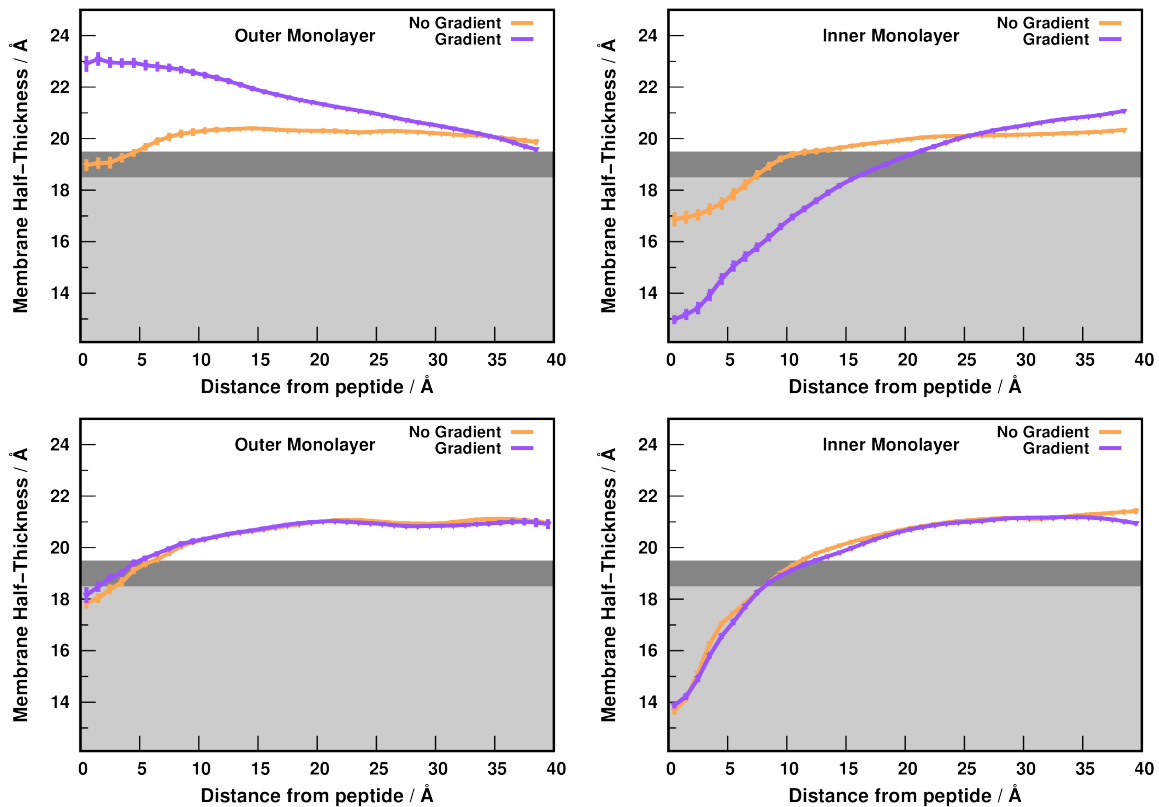 Membrane Half-Thickness / Å
24
22
20
18
16
14
Outer Monolayer
No Gradient
Gradient
0 5 10 15 20 25 30 35 40
Distance from peptide / Å
Membrane Half-Thickness / Å
24
22
20
18
16
14
Inner Monolayer
No Gradient
Gradient
0 5 10 15 20 25 30 35 40
Distance from peptide / Å
Membrane Half-Thickness / Å
24
22
20
18
16
14
Outer Monolayer
No Gradient
Gradient
0 5 10 15 20 25 30 35 40
Distance from peptide / Å
Membrane Half-Thickness / Å
24
22
20
18
16
14
Inner Monolayer
No Gradient
Gradient
0 5 10 15 20 25 30 35 40
Distance from peptide / Å